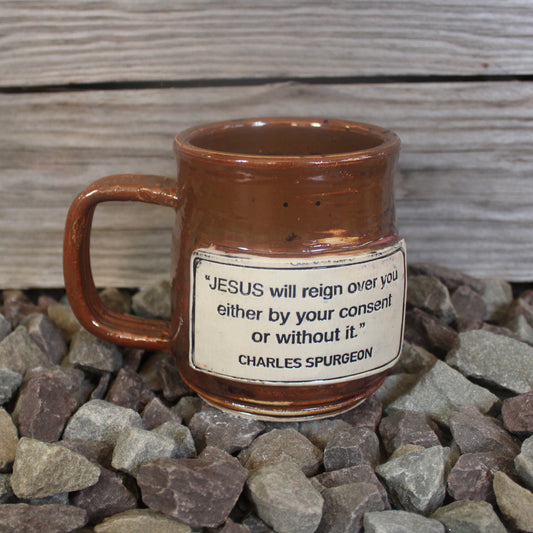 “JESUS will reign over you
either by your consent
or without it.”
CHARLES SPURGEON